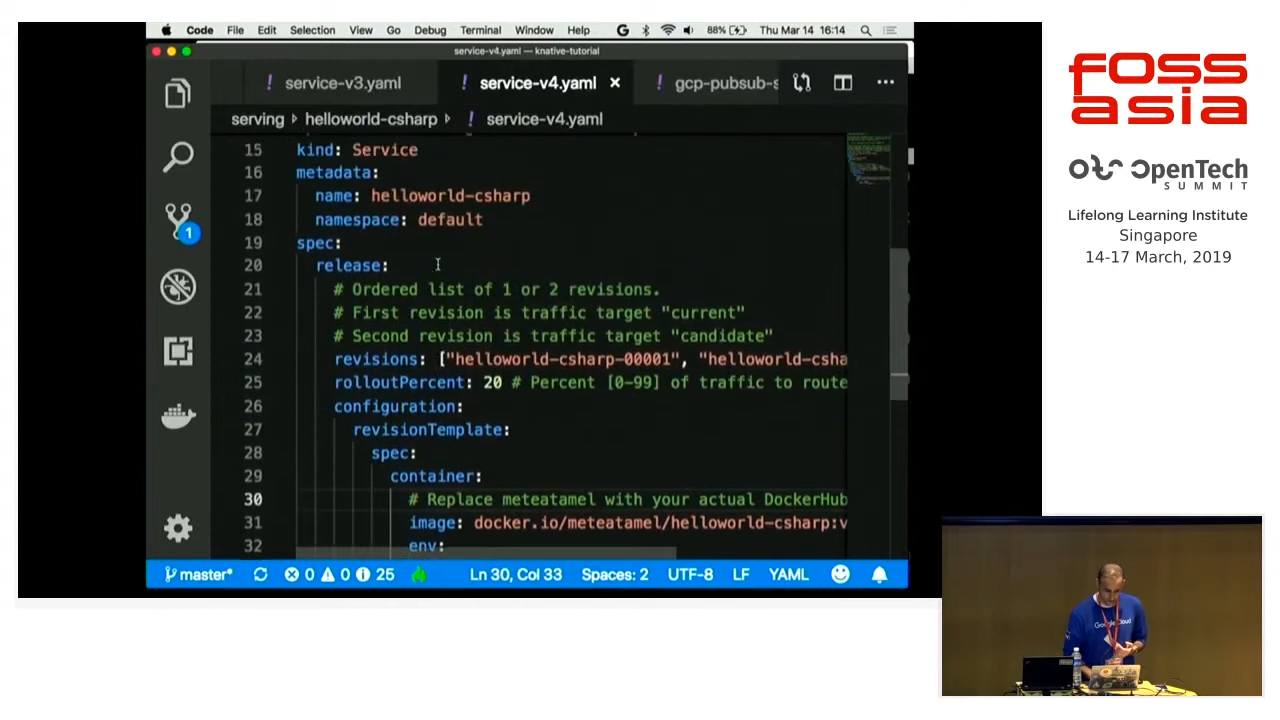 Code File Edit Selection View Go Debug Terminal Window Help 88% Thu Mar 14 16:14
service-v4.yaml — knative-tutorial
service-v3.yaml service-v4.yaml × gcp-pubsub-s
serving helloworld-csharp service-v4.yaml
15 kind: Service
16 metadata:
17 name: helloworld-csharp
18 namespace: default
19 spec:
20 release:
21 # Ordered list of 1 or 2 revisions.
22 # First revision is traffic target "current"
23 # Second revision is traffic target "candidate"
24 revisions: ["helloworld-csharp-00001", "helloworld-csha
25 rolloutPercent: 20 # Percent [0-99] of traffic to route
26 configuration:
27 revisionTemplate:
28 spec:
29 container:
30 # Replace meteatamel with your actual DockerHub
31 image: docker.io/meteatamel/helloworld-csharp:v
32 env:
1
master* 0 0 25 Ln 30, Col 33 Spaces: 2 UTF-8 LF YAML
FOSS
asia
OpenTech
SUMMIT
Lifelong Learning Institute
Singapore
14-17 March, 2019
Google Cloud